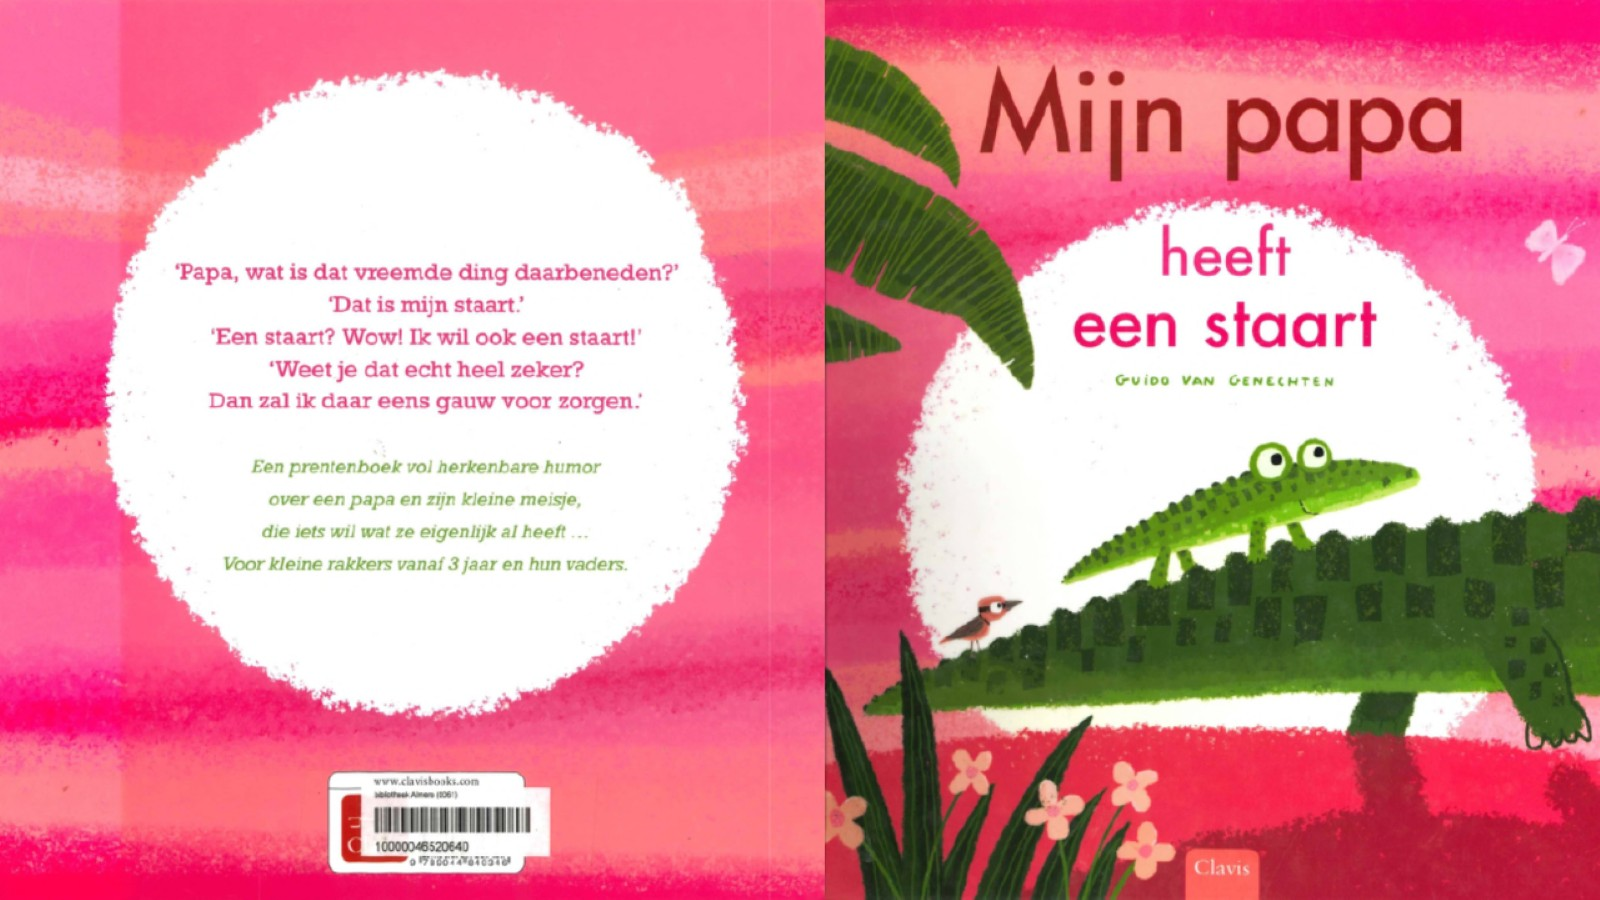 'Papa, wat is dat vreemde ding daarbeneden?'
'Dat is mijn staart.'
'Een staart? Wow! Ik wil ook een staart!'
'Weet je dat echt heel zeker?
Dan zal ik daar eens gauw voor zorgen.'
Een prentenboek vol herkenbare humor
over een papa en zijn kleine meisje,
die iets wil wat ze eigenlijk al heeft ...
Voor kleine rakkers vanaf 3 jaar en hun vaders.
www.clavisbooks.com
10000046520640
Mijn papa
heeft
een staart
GUIDO VAN GENECHTEN
Clavis